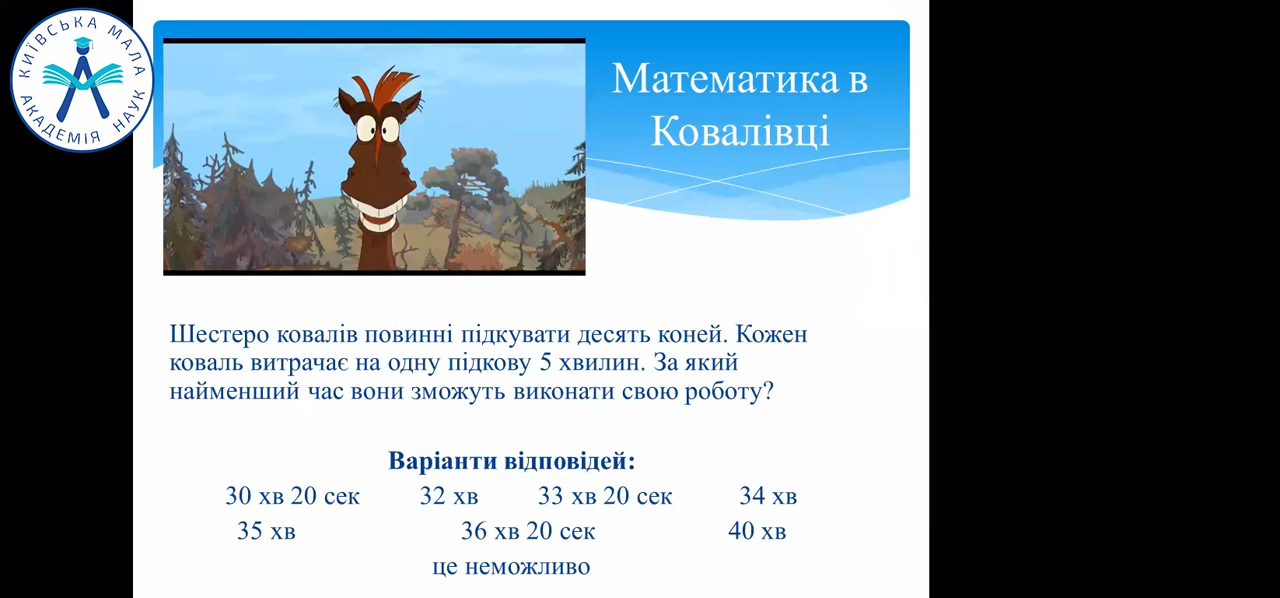 КИЇВСЬКА МАЛА
АКАДЕМІЯ НАУК
Математика в
Ковалівці
Шестеро ковалів повинні підкувати десять коней. Кожен
коваль витрачає на одну підкову 5 хвилин. За який
найменший час вони зможуть виконати свою роботу?
Варіанти відповідей:
30 хв 20 сек 32 хв 33 хв 20 сек 34 хв
35 хв 36 хв 20 сек 40 хв
це неможливо